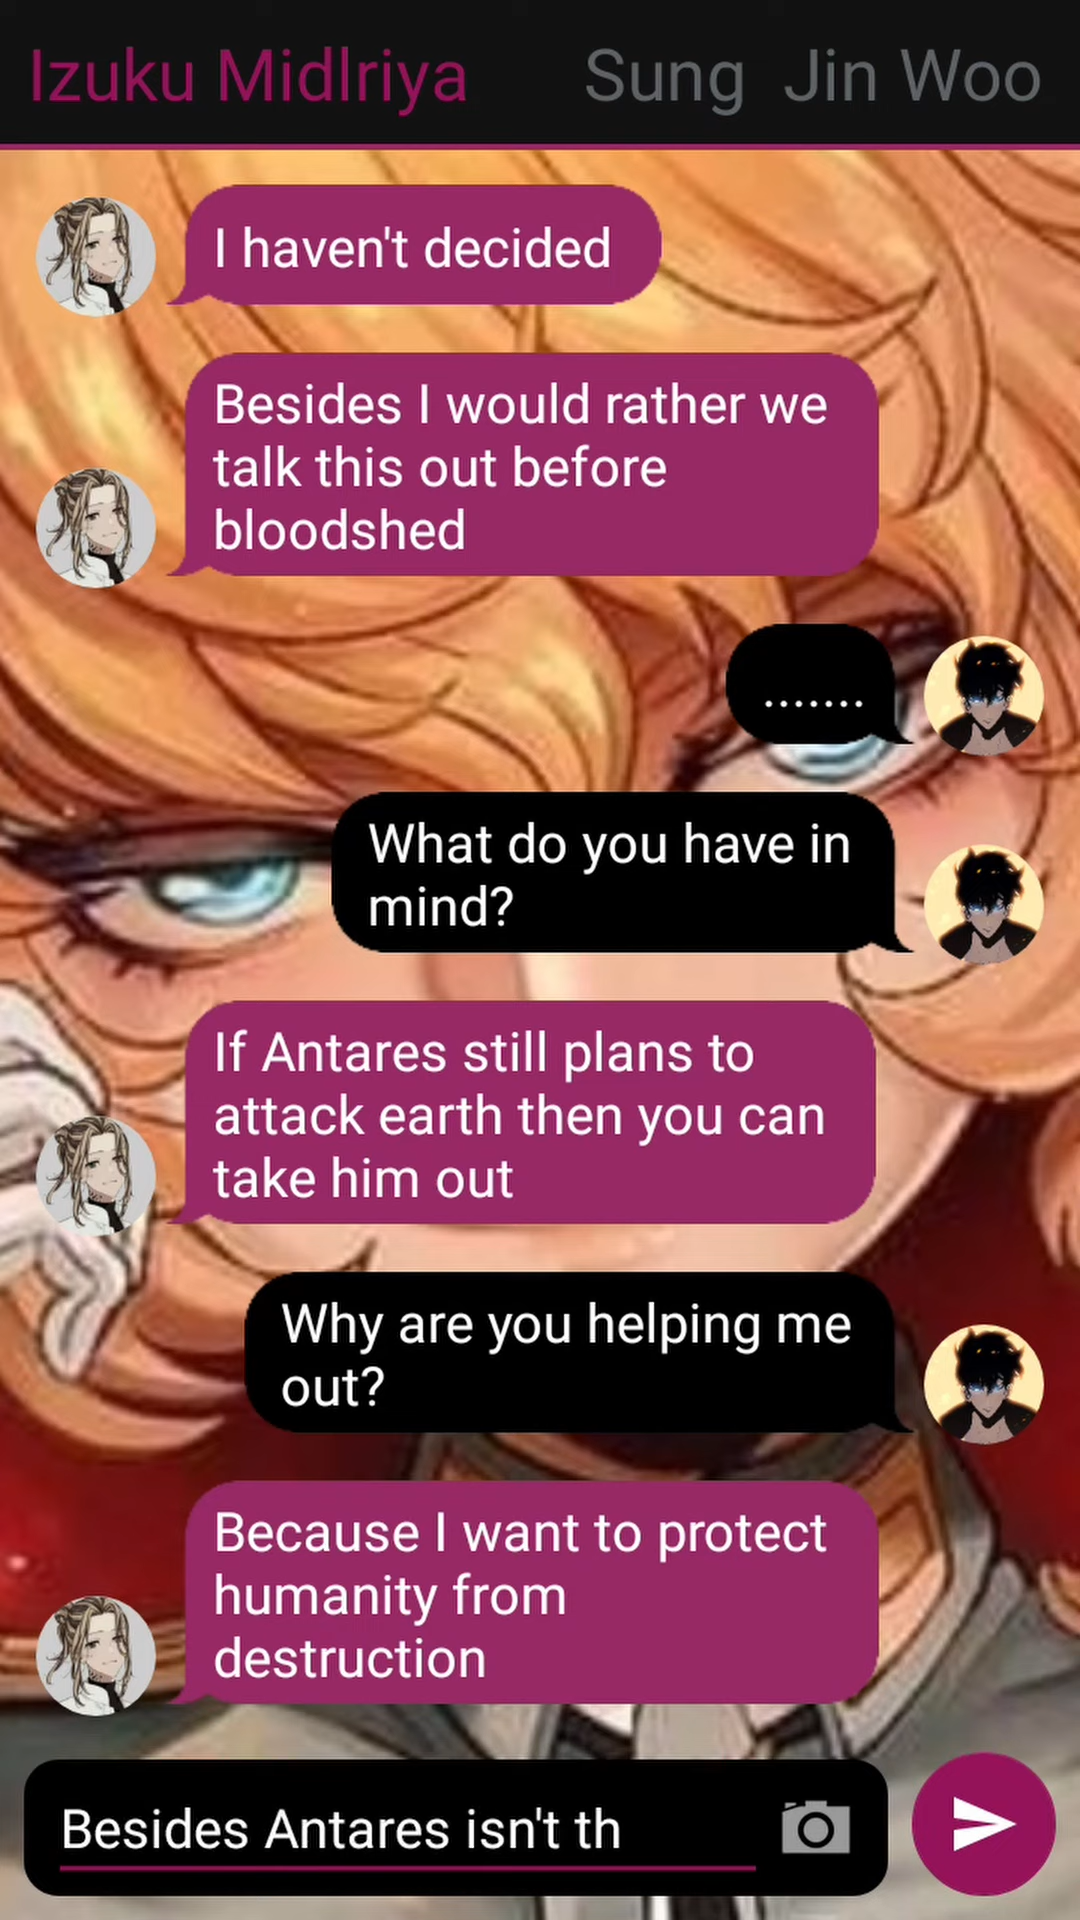 Izuku Midlriya Sung Jin Woo
I haven't decided
Besides I would rather we
talk this out before
bloodshed
.......
What do you have in
mind?
If Antares still plans to
attack earth then you can
take him out
Why are you helping me
out?
Because I want to protect
humanity from
destruction
Besides Antares isn't th